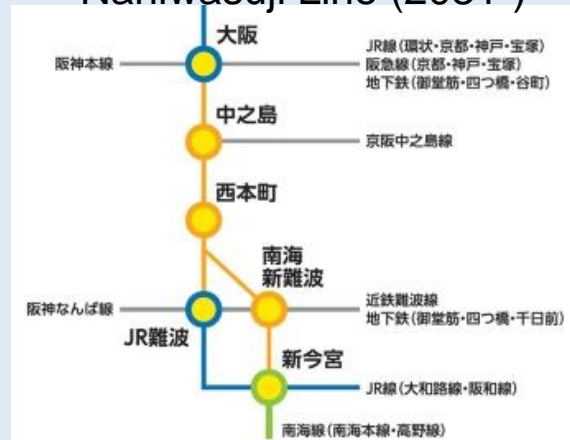 Naniwasuji Line (2031-)
大阪
阪神本線
JR線(環状・京都・神戸・宝塚)
阪急線(京都・神戸・宝塚)
地下鉄(御堂筋・四つ橋・谷町)
中之島
京阪中之島線
西本町
南海
新難波
阪神なんば線
近鉄難波線
地下鉄(御堂筋・四つ橋・千日前)
JR難波
新今宮
JR線(大和路線・阪和線)
南海線(南海本線・高野線)